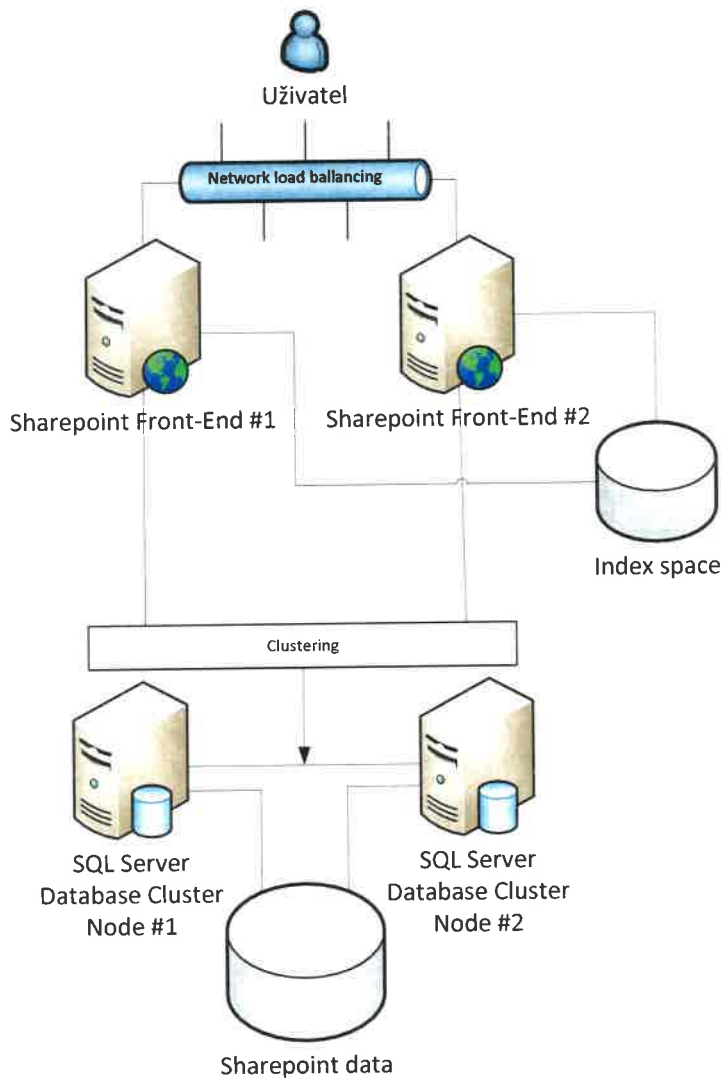 Uživatel
Network load ballancing
Sharepoint Front-End #1
Sharepoint Front-End #2
Index space
Clustering
SQL Server
Database Cluster
Node #1
SQL Server
Database Cluster
Node #2
Sharepoint data